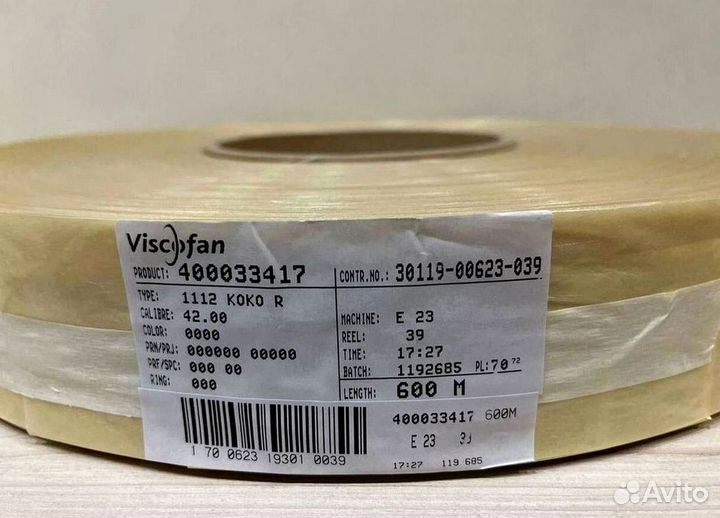 Viscofan
PRODUCT: 400033417
CONTR.NO.: 30119-00623-039
TYPE: 1112 KOKO R
CALIBRE: 42.00
COLOR: 0000
PRM/PRJ: 000000 00000
PRF/SPC: 000 00
RING: 000
MACHINE: E 23
REEL: 39
TIME: 17:27
BATCH: 1192685 PL:70 72
LENGTH: 600 M
1 70 0623 19301 0039
400033417 600M
E 23
17:27 119 685
Avito